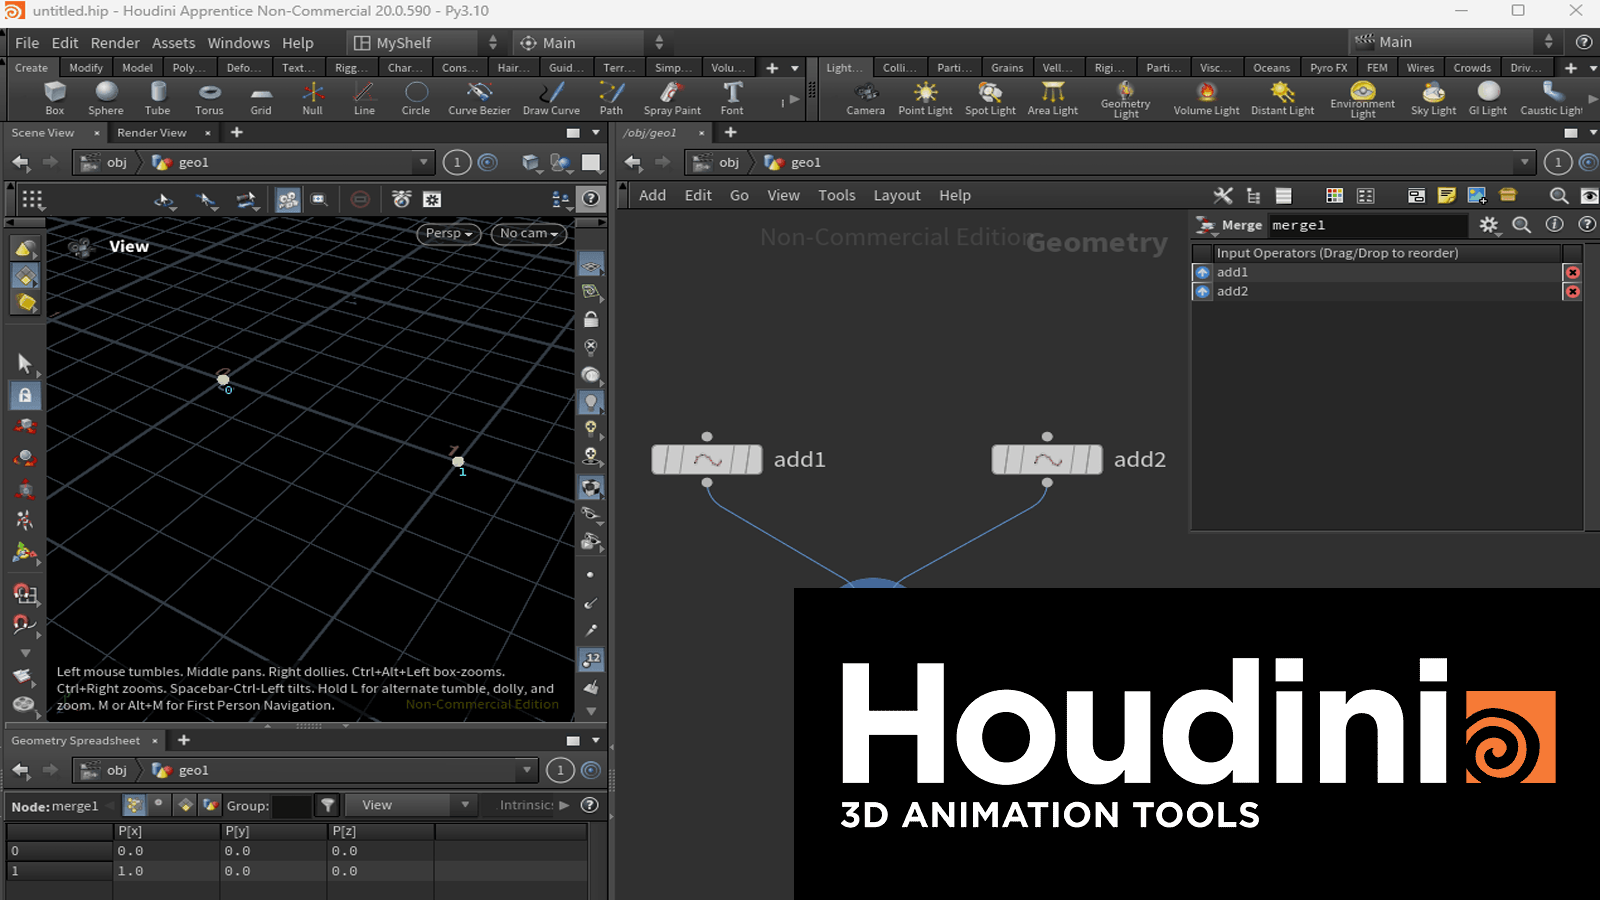 untitled.hip - Houdini Apprentice Non-Commercial 20.0.590 - Py3.10
File Edit Render Assets Windows Help MyShelf Main Main
Create Modify Model Poly... Defo... Text... Rigg... Char... Cons... Hair... Guid... Terr... Simp... Volu...
Light... Colli... Parti... Grains Vell... Rigi... Parti... Visc... Oceans Pyro FX FEM Wires Crowds Driv...
Box Sphere Tube Torus Grid Null Line Circle Curve Bezier Draw Curve Path Spray Paint Font
Camera Point Light Spot Light Area Light Geometry Light Volume Light Distant Light Environment Light Sky Light GI Light Caustic Light
Scene View Render View
/obj/geo1
obj geo1 1
obj geo1 1
Add Edit Go View Tools Layout Help
View
Persp No cam
Non-Commercial Edition
Geometry
Merge merge1
Input Operators (Drag/Drop to reorder)
add1
add2
0
1
add1
add2
12
Left mouse tumbles. Middle pans. Right dollies. Ctrl+Alt+Left box-zooms.
Ctrl+Right zooms. Spacebar-Ctrl-Left tilts. Hold L for alternate tumble, dolly, and
zoom. M or Alt+M for First Person Navigation.
Non-Commercial Edition
Geometry Spreadsheet
obj geo1 1
Node: merge1 Group: View Intrinsic
P[x] P[y] P[z]
0 0.0 0.0 0.0
1 1.0 0.0 0.0
Houdini
3D ANIMATION TOOLS